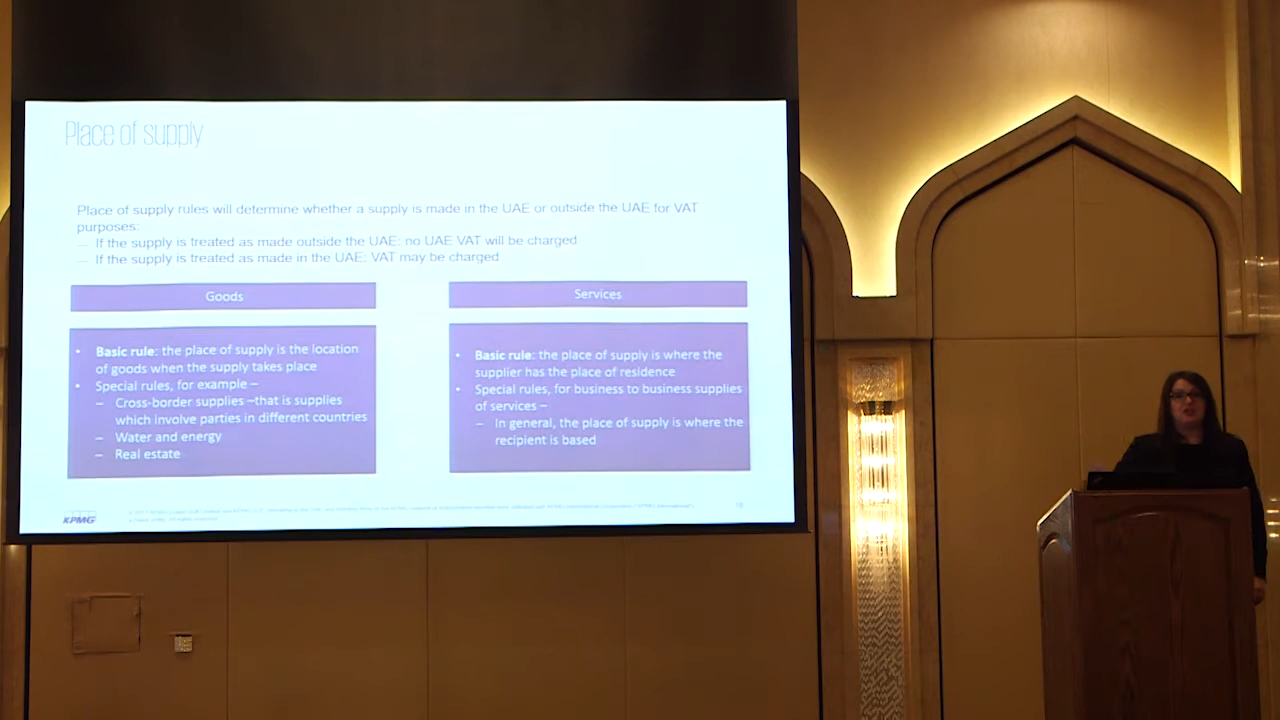 Place of supply
Place of supply rules will determine whether a supply is made in the UAE or outside the UAE for VAT
purposes:
— If the supply is treated as made outside the UAE: no UAE VAT will be charged
— If the supply is treated as made in the UAE: VAT may be charged
Goods
• Basic rule: the place of supply is the location
of goods when the supply takes place
• Special rules, for example –
– Cross-border supplies –that is supplies
which involve parties in different countries
– Water and energy
– Real estate
Services
• Basic rule: the place of supply is where the
supplier has the place of residence
• Special rules, for business to business supplies
of services –
– In general, the place of supply is where the
recipient is based
KPMG